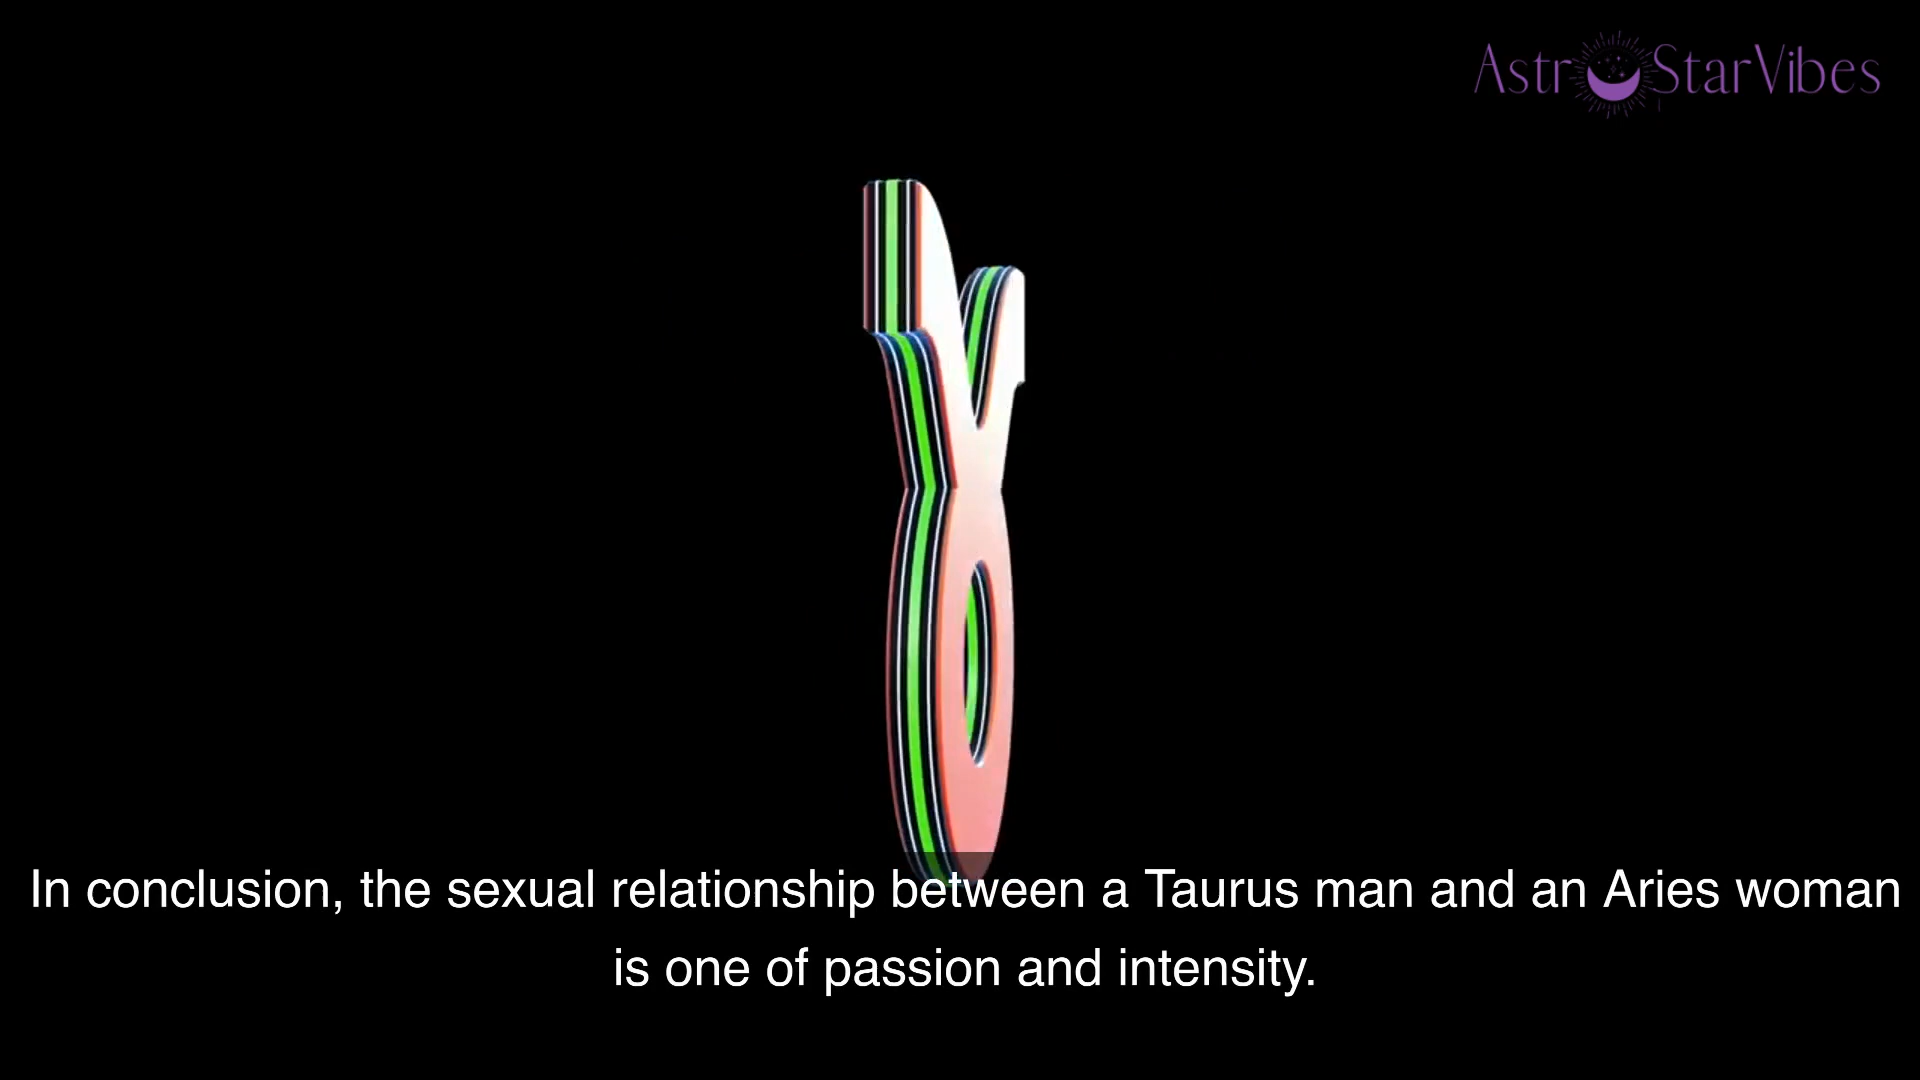 AstroStarVibes
In conclusion, the sexual relationship between a Taurus man and an Aries woman
is one of passion and intensity.